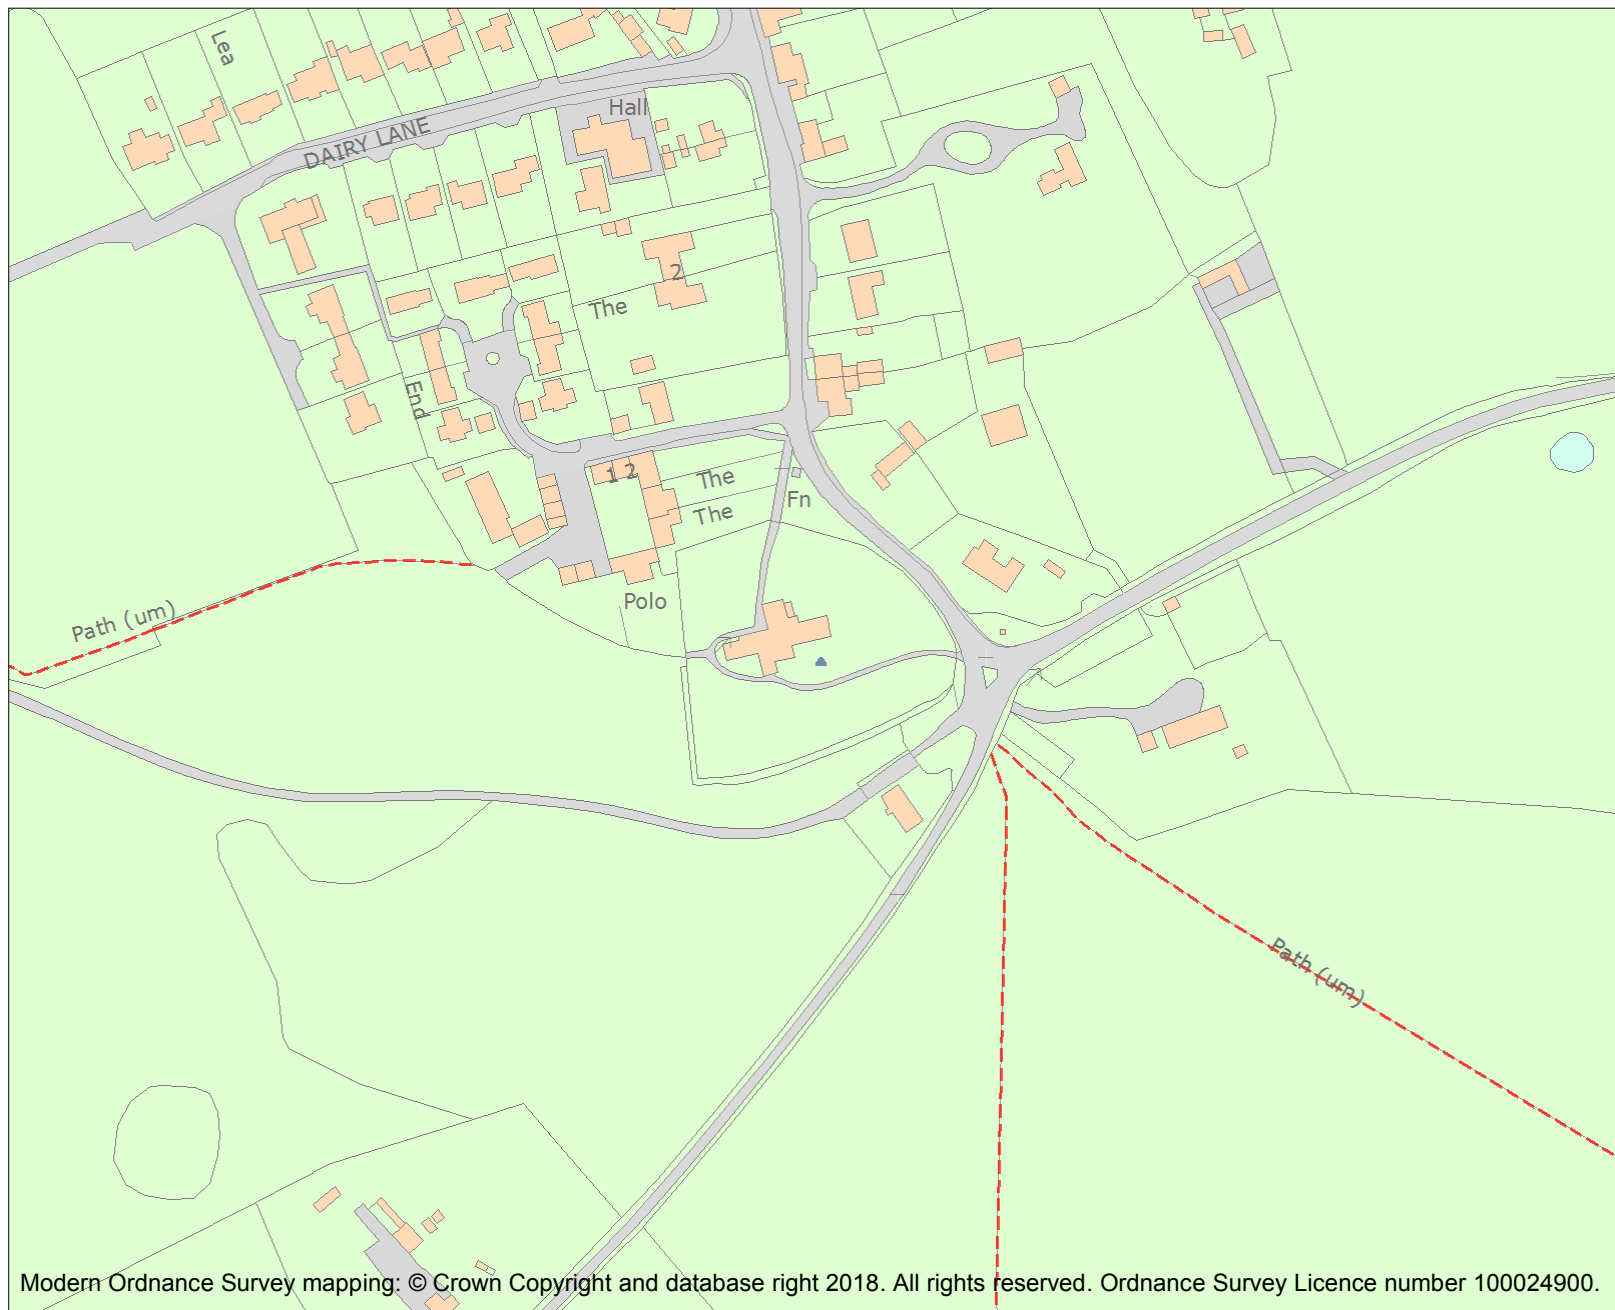 Lea
Hall
DAIRY LANE
2
The
End
1 2
The
Fn
The
Polo
Path (um)
Path (um)
Modern Ordnance Survey mapping: © Crown Copyright and database right 2018. All rights reserved. Ordnance Survey Licence number 100024900.